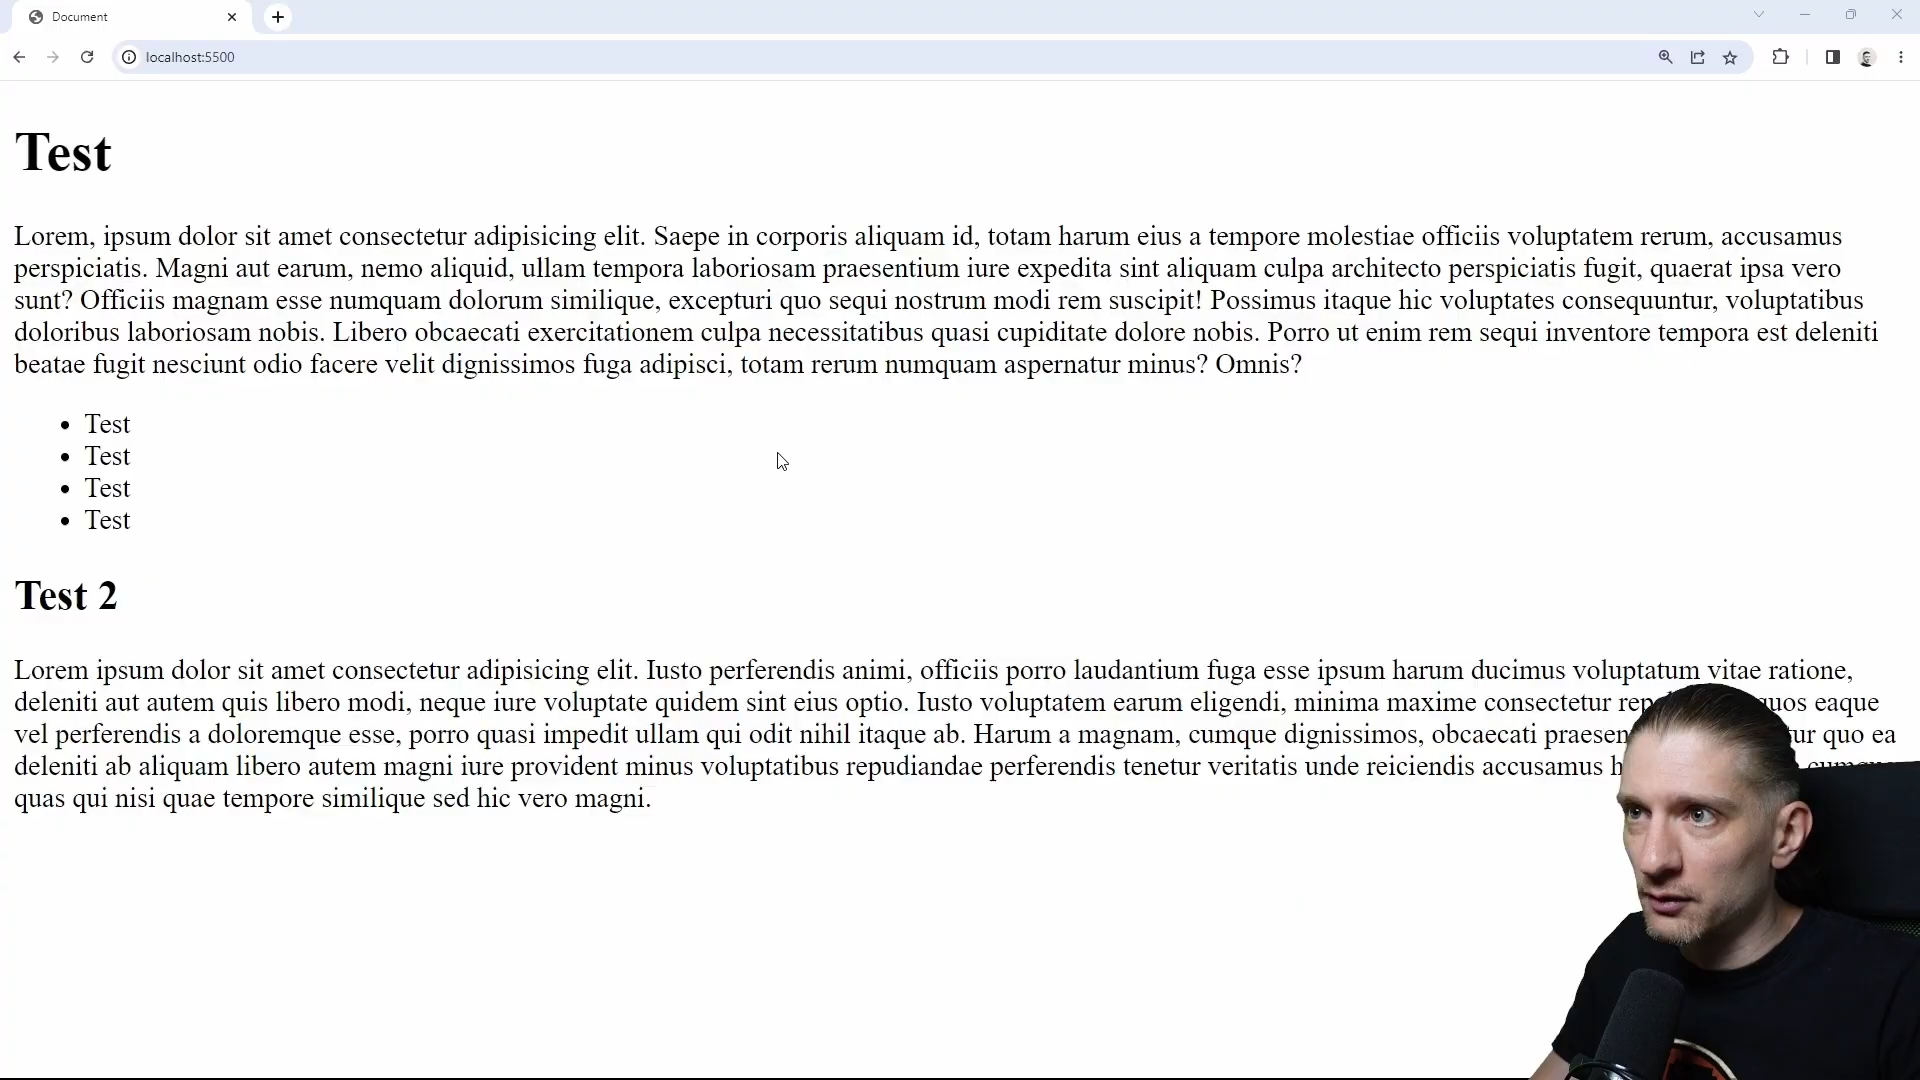 Document
localhost:5500
Test
Lorem, ipsum dolor sit amet consectetur adipisicing elit. Saepe in corporis aliquam id, totam harum eius a tempore molestiae officiis voluptatem rerum, accusamus
perspiciatis. Magni aut earum, nemo aliquid, ullam tempora laboriosam praesentium iure expedita sint aliquam culpa architecto perspiciatis fugit, quaerat ipsa vero
sunt? Officiis magnam esse numquam dolorum similique, excepturi quo sequi nostrum modi rem suscipit! Possimus itaque hic voluptates consequuntur, voluptatibus
doloribus laboriosam nobis. Libero obcaecati exercitationem culpa necessitatibus quasi cupiditate dolore nobis. Porro ut enim rem sequi inventore tempora est deleniti
beatae fugit nesciunt odio facere velit dignissimos fuga adipisci, totam rerum numquam aspernatur minus? Omnis?
• Test
• Test
• Test
• Test
Test 2
Lorem ipsum dolor sit amet consectetur adipisicing elit. Iusto perferendis animi, officiis porro laudantium fuga esse ipsum harum ducimus voluptatum vitae ratione,
deleniti aut autem quis libero modi, neque iure voluptate quidem sint eius optio. Iusto voluptatem earum eligendi, minima maxime consectetur quos eaque
vel perferendis a doloremque esse, porro quasi impedit ullam qui odit nihil itaque ab. Harum a magnam, cumque dignissimos, obcaecati quo ea
deleniti ab aliquam libero autem magni iure provident minus voluptatibus repudiandae perferendis tenetur veritatis unde reiciendis accusamus
quas qui nisi quae tempore similique sed hic vero magni.